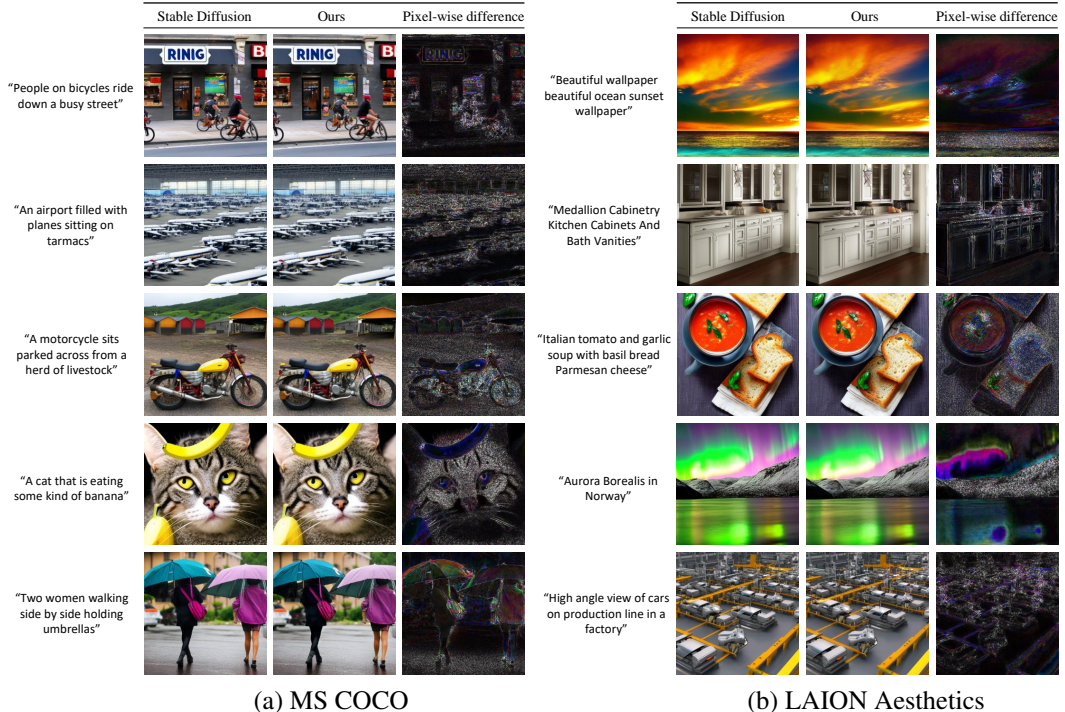 Stable Diffusion
Ours
Pixel-wise difference
“People on bicycles ride
down a busy street”
RINIG
B
RINIG
B
“An airport filled with
planes sitting on
tarmacs”
“A motorcycle sits
parked across from a
herd of livestock”
“A cat that is eating
some kind of banana”
“Two women walking
side by side holding
umbrellas”
(a) MS COCO
Stable Diffusion
Ours
Pixel-wise difference
“Beautiful wallpaper
beautiful ocean sunset
wallpaper”
“Medallion Cabinetry
Kitchen Cabinets And
Bath Vanities”
“Italian tomato and garlic
soup with basil bread
Parmesan cheese”
“Aurora Borealis in
Norway”
“High angle view of cars
on production line in a
factory”
(b) LAION Aesthetics